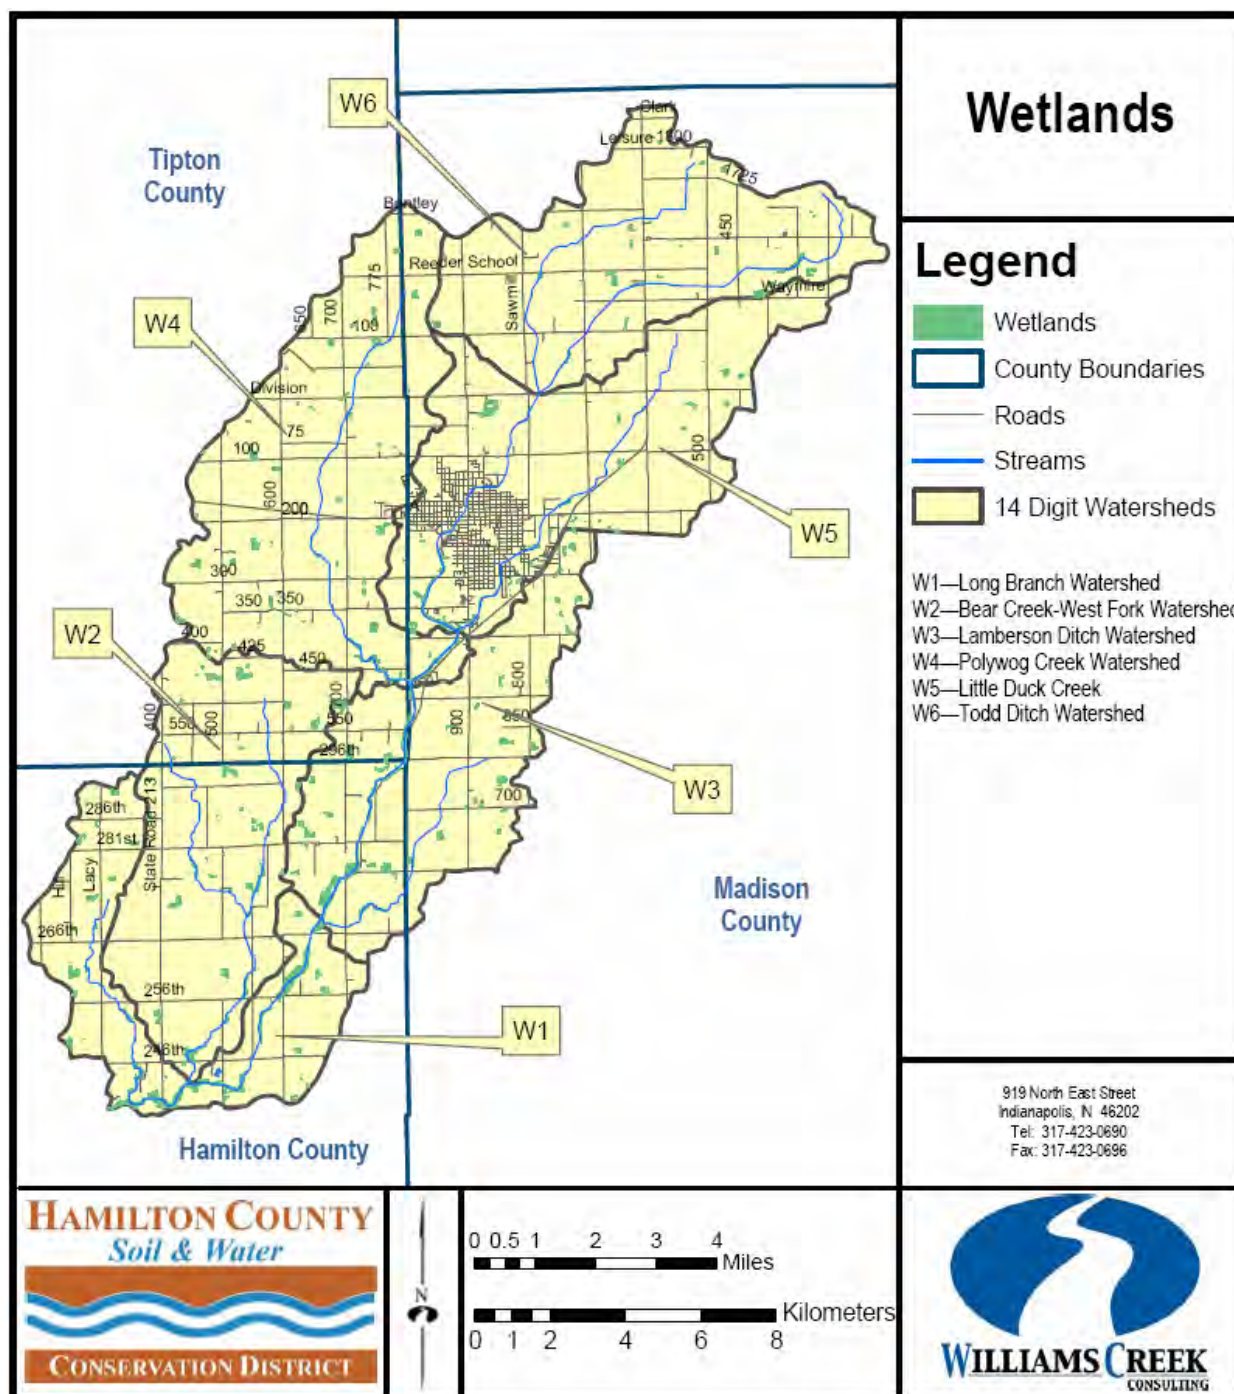 Wetlands
Legend
Wetlands
County Boundaries
Roads
Streams
14 Digit Watersheds
W1—Long Branch Watershed
W2—Bear Creek-West Fork Watershed
W3—Lamberson Ditch Watershed
W4—Polywog Creek Watershed
W5—Little Duck Creek
W6—Todd Ditch Watershed
919 North East Street
Indianapolis, IN 46202
Tel: 317-423-0690
Fax: 317-423-0696
W6
Tipton
County
Clark
Leisure 1300
1725
Bentley
450
Reeder School
775
Sawmill
Waymire
W4
700
100
Division
75
100
500
600
200
W5
300
350
350
W2
400
425
450
800
400
550
500
550
900
296th
W3
700
286th
281st
State Road 213
Lacy
Madison
County
266th
256th
W1
246th
Hamilton County
HAMILTON COUNTY
Soil & Water
CONSERVATION DISTRICT
N
0 0.5 1 2 3 4
Miles
Kilometers
0 1 2 4 6 8
WILLIAMS CREEK
CONSULTING